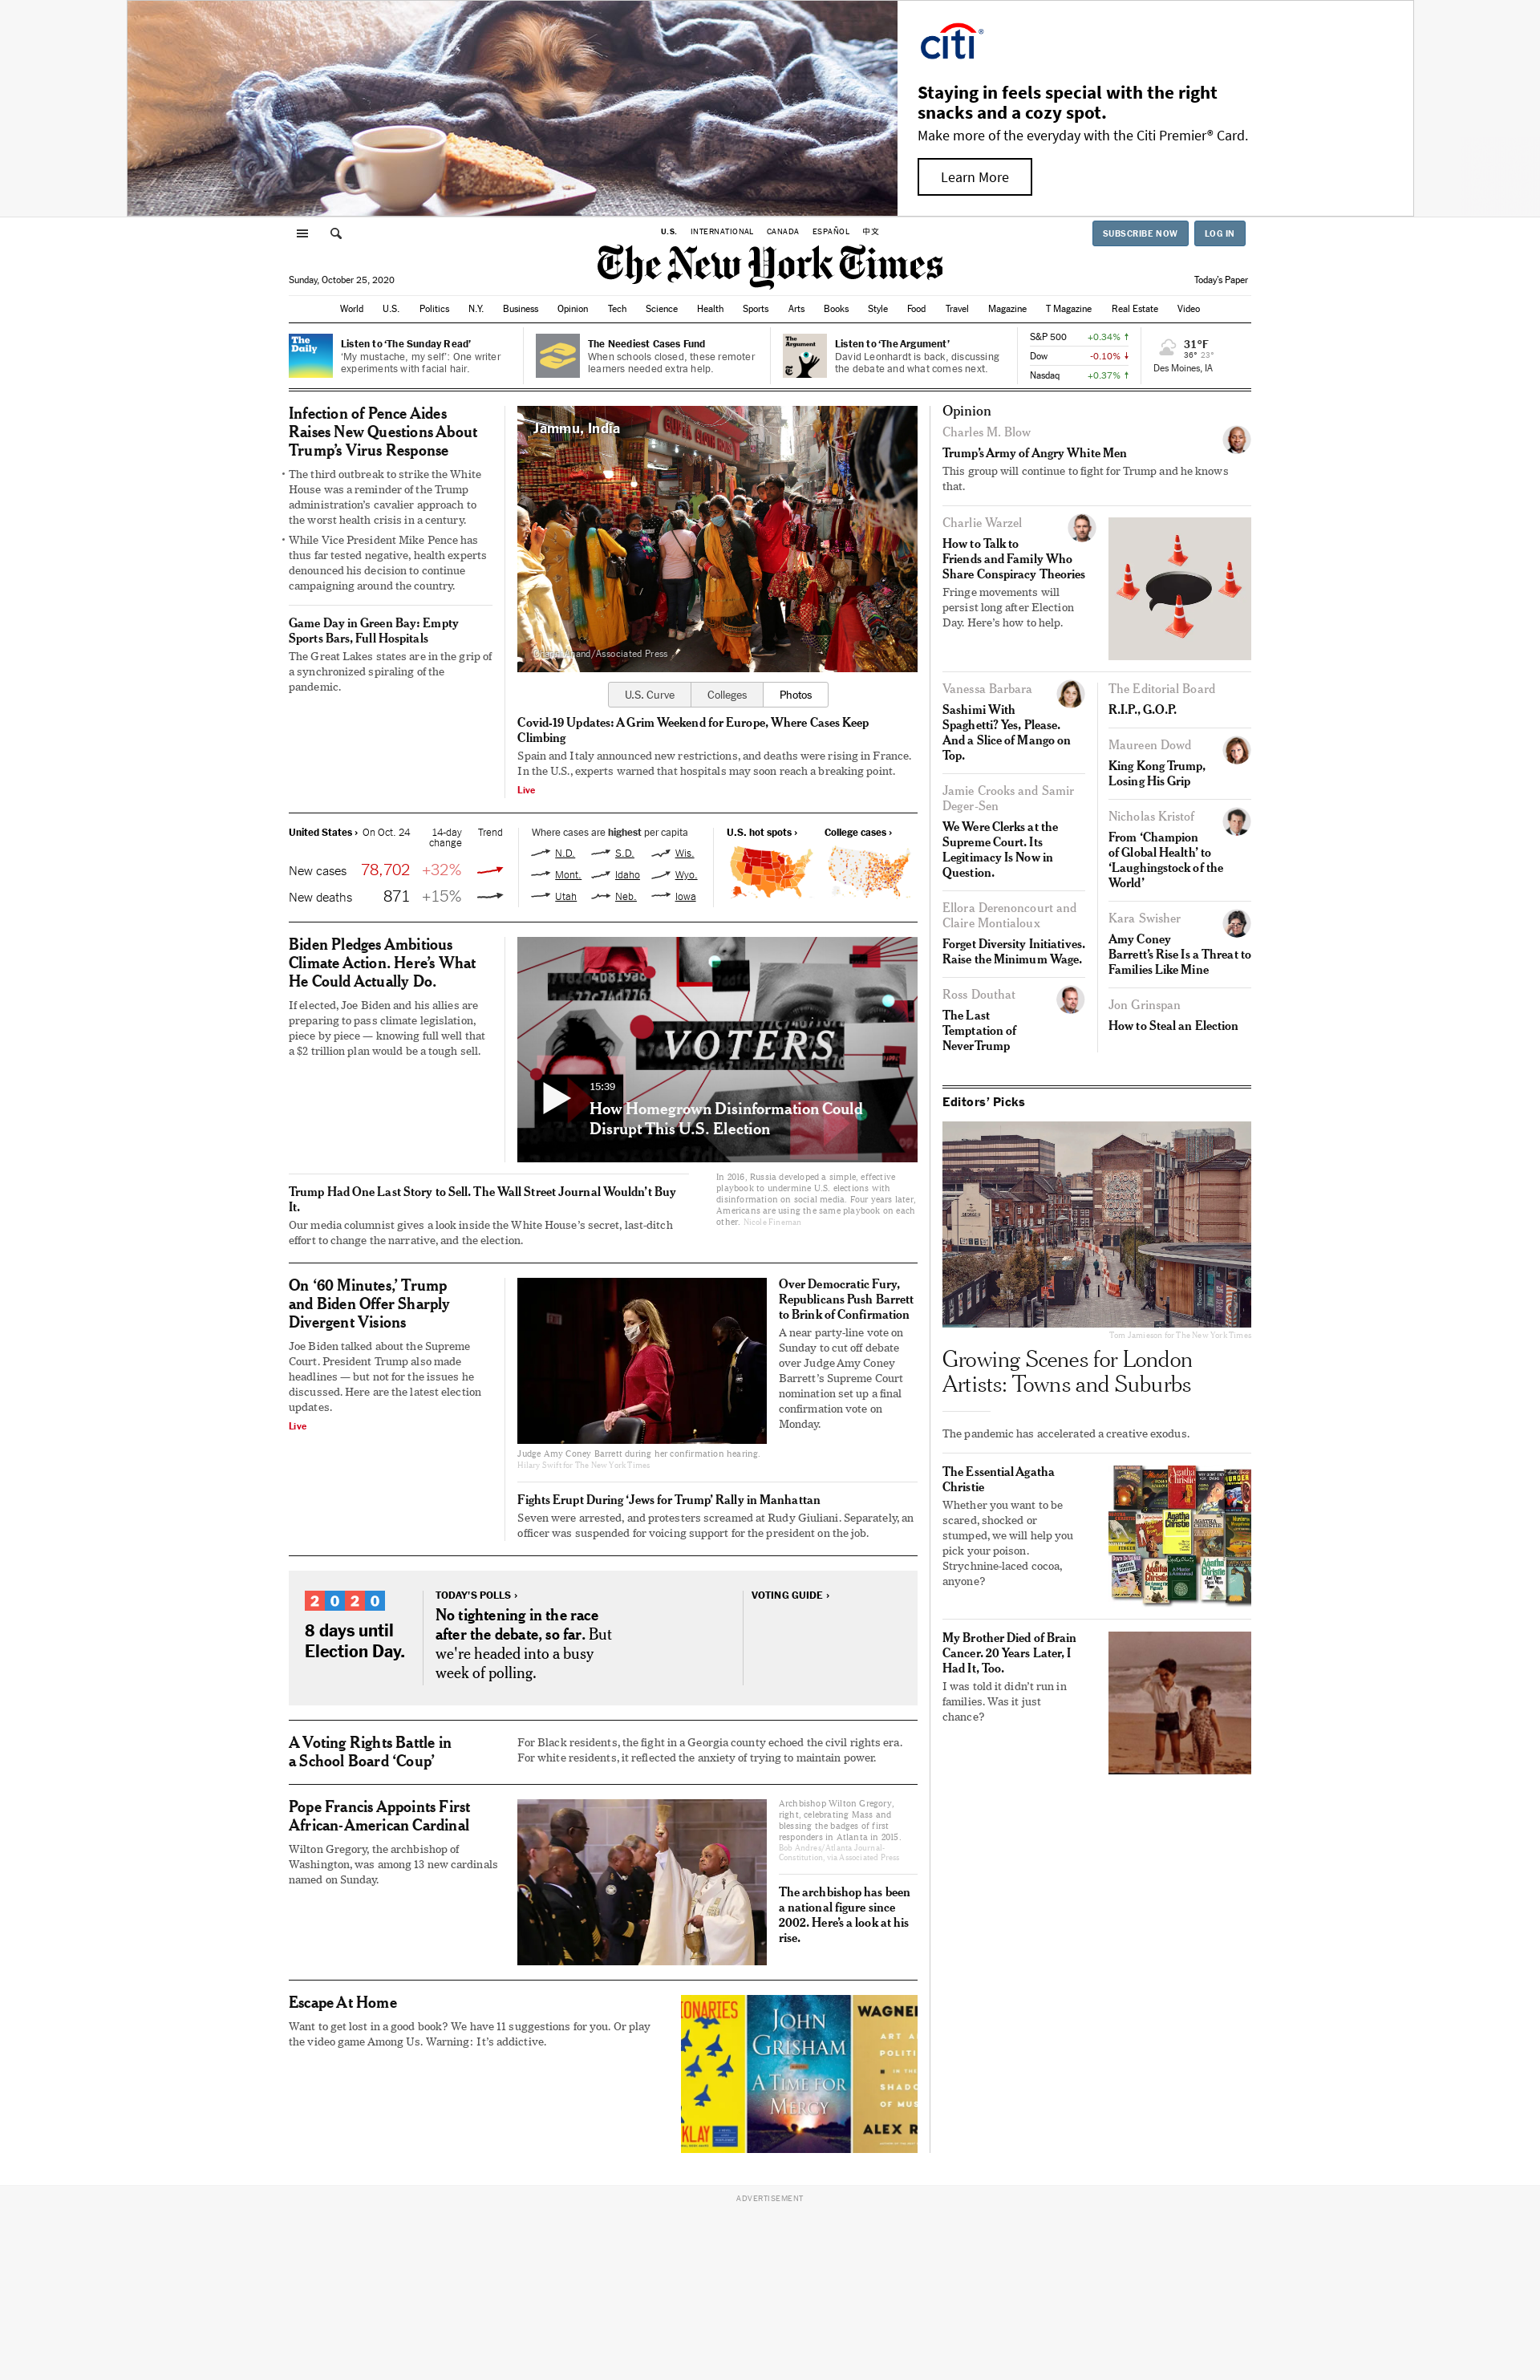 citi®
Staying in feels special with the right
snacks and a cozy spot.
Make more of the everyday with the Citi Premier® Card.
Learn More
U.S. INTERNATIONAL CANADA ESPAÑOL 中文
SUBSCRIBE NOW LOG IN
The New York Times
Sunday, October 25, 2020
Today's Paper
World U.S. Politics N.Y. Business Opinion Tech Science Health Sports Arts Books Style Food Travel Magazine T Magazine Real Estate Video
The
Daily
Listen to ‘The Sunday Read’
‘My mustache, my self’: One writer
experiments with facial hair.
The Neediest Cases Fund
When schools closed, these remoter
learners needed extra help.
The
Argument
Listen to ‘The Argument’
David Leonhardt is back, discussing
the debate and what comes next.
S&P 500 +0.34% ↑
Dow -0.10% ↓
Nasdaq +0.37% ↑
31°F
36° 23°
Des Moines, IA
Infection of Pence Aides
Raises New Questions About
Trump’s Virus Response
• The third outbreak to strike the White
House was a reminder of the Trump
administration’s cavalier approach to
the worst health crisis in a century.
• While Vice President Mike Pence has
thus far tested negative, health experts
denounced his decision to continue
campaigning around the country.
Game Day in Green Bay: Empty
Sports Bars, Full Hospitals
The Great Lakes states are in the grip of
a synchronized spiraling of the
pandemic.
Jammu, India
Anand/Associated Press
U.S. Curve Colleges Photos
Covid-19 Updates: A Grim Weekend for Europe, Where Cases Keep
Climbing
Spain and Italy announced new restrictions, and deaths were rising in France.
In the U.S., experts warned that hospitals may soon reach a breaking point.
Live
United States › On Oct. 24 14-day
change Trend
New cases 78,702 +32%
New deaths 871 +15%
Where cases are highest per capita
N.D. S.D. Wis.
Mont. Idaho Wyo.
Utah Neb. Iowa
U.S. hot spots ›
College cases ›
Biden Pledges Ambitious
Climate Action. Here’s What
He Could Actually Do.
If elected, Joe Biden and his allies are
preparing to pass climate legislation,
piece by piece — knowing full well that
a $2 trillion plan would be a tough sell.
VOTERS
15:39
How Homegrown Disinformation Could
Disrupt This U.S. Election
In 2016, Russia developed a simple, effective
playbook to undermine U.S. elections with
disinformation on social media. Four years later,
Americans are using the same playbook on each
other. Nicole Fineman
Trump Had One Last Story to Sell. The Wall Street Journal Wouldn’t Buy
It.
Our media columnist gives a look inside the White House’s secret, last-ditch
effort to change the narrative, and the election.
On ‘60 Minutes,’ Trump
and Biden Offer Sharply
Divergent Visions
Joe Biden talked about the Supreme
Court. President Trump also made
headlines — but not for the issues he
discussed. Here are the latest election
updates.
Live
Judge Amy Coney Barrett during her confirmation hearing.
Hilary Swift for The New York Times
Over Democratic Fury,
Republicans Push Barrett
to Brink of Confirmation
A near party-line vote on
Sunday to cut off debate
over Judge Amy Coney
Barrett’s Supreme Court
nomination set up a final
confirmation vote on
Monday.
Fights Erupt During ‘Jews for Trump’ Rally in Manhattan
Seven were arrested, and protesters screamed at Rudy Giuliani. Separately, an
officer was suspended for voicing support for the president on the job.
2020
8 days until
Election Day.
TODAY’S POLLS ›
No tightening in the race
after the debate, so far. But
we're headed into a busy
week of polling.
VOTING GUIDE ›
A Voting Rights Battle in
a School Board ‘Coup’
For Black residents, the fight in a Georgia county echoed the civil rights era.
For white residents, it reflected the anxiety of trying to maintain power.
Pope Francis Appoints First
African-American Cardinal
Wilton Gregory, the archbishop of
Washington, was among 13 new cardinals
named on Sunday.
Archbishop Wilton Gregory,
right, celebrating Mass and
blessing the badges of first
responders in Atlanta in 2015.
Bob Andres/Atlanta Journal-
Constitution, via Associated Press
The archbishop has been
a national figure since
2002. Here’s a look at his
rise.
Escape At Home
Want to get lost in a good book? We have 11 suggestions for you. Or play
the video game Among Us. Warning: It’s addictive.
ONARIES
KLAY
JOHN
GRISHAM
A TIME FOR
MERCY
WAGNER
ART A
POLITI
IN THE
SHADO
OF MUS
ALEX R
Opinion
Charles M. Blow
Trump’s Army of Angry White Men
This group will continue to fight for Trump and he knows
that.
Charlie Warzel
How to Talk to
Friends and Family Who
Share Conspiracy Theories
Fringe movements will
persist long after Election
Day. Here’s how to help.
Vanessa Barbara
Sashimi With
Spaghetti? Yes, Please.
And a Slice of Mango on
Top.
Jamie Crooks and Samir
Deger-Sen
We Were Clerks at the
Supreme Court. Its
Legitimacy Is Now in
Question.
Ellora Derenoncourt and
Claire Montialoux
Forget Diversity Initiatives.
Raise the Minimum Wage.
Ross Douthat
The Last
Temptation of
NeverTrump
The Editorial Board
R.I.P., G.O.P.
Maureen Dowd
King Kong Trump,
Losing His Grip
Nicholas Kristof
From ‘Champion
of Global Health’ to
‘Laughingstock of the
World’
Kara Swisher
Amy Coney
Barrett’s Rise Is a Threat to
Families Like Mine
Jon Grinspan
How to Steal an Election
Editors’ Picks
Tom Jamieson for The New York Times
Growing Scenes for London
Artists: Towns and Suburbs
The pandemic has accelerated a creative exodus.
The Essential Agatha
Christie
Whether you want to be
scared, shocked or
stumped, we will help you
pick your poison.
Strychnine-laced cocoa,
anyone?
My Brother Died of Brain
Cancer. 20 Years Later, I
Had It, Too.
I was told it didn’t run in
families. Was it just
chance?
ADVERTISEMENT